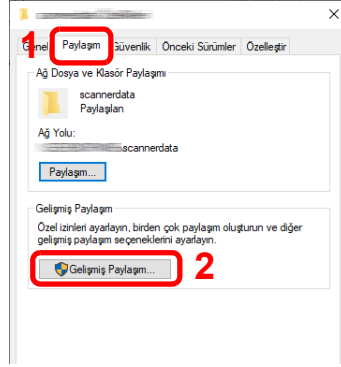 1
Genel Paylaşım Güvenlik Önceki Sürümler Özelleştir
Ağ Dosya ve Klasör Paylaşımı
scannerdata
Paylaşılan
Ağ Yolu:
scannerdata
Paylaşım...
Gelişmiş Paylaşım
Özel izinleri ayarlayın, birden çok paylaşım oluşturun ve diğer
gelişmiş paylaşım seçeneklerini ayarlayın.
Gelişmiş Paylaşım... 2